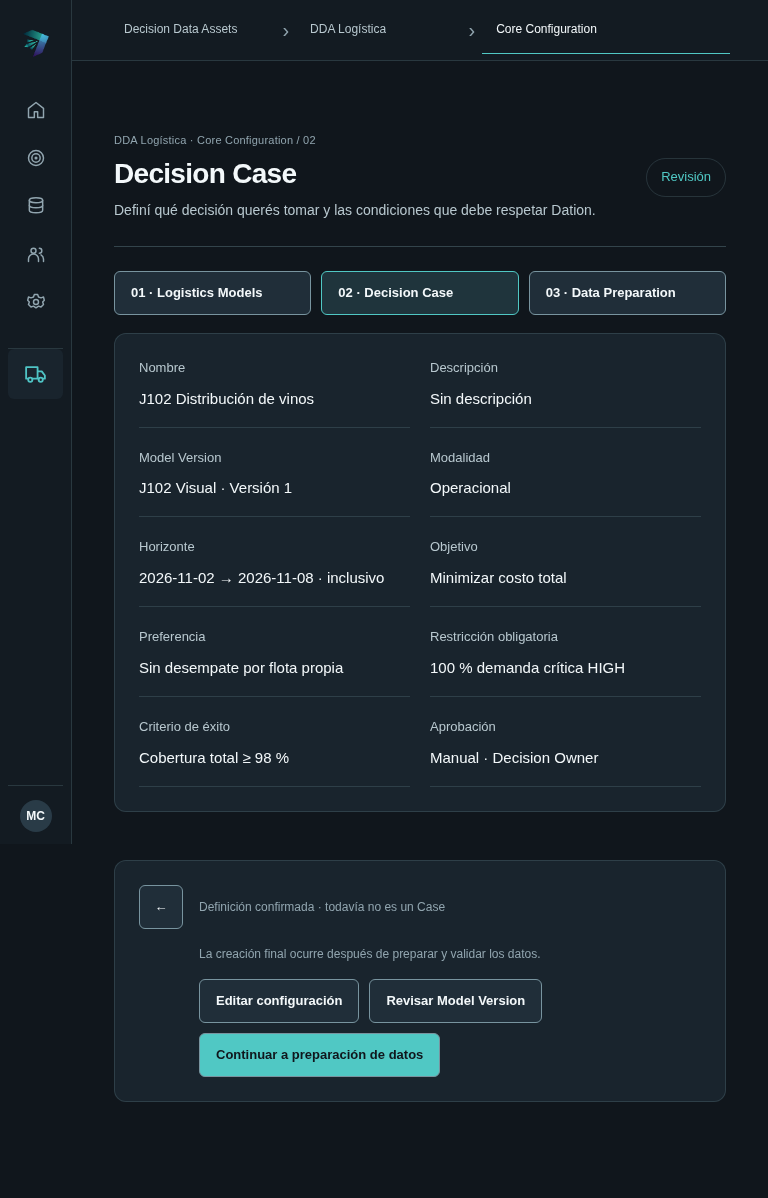 Decision Data Assets › DDA Logística › Core Configuration
DDA Logística · Core Configuration / 02
Decision Case
Revisión
Definí qué decisión querés tomar y las condiciones que debe respetar Dation.
01 · Logistics Models
02 · Decision Case
03 · Data Preparation
Nombre
J102 Distribución de vinos
Descripción
Sin descripción
Model Version
J102 Visual · Versión 1
Modalidad
Operacional
Horizonte
2026-11-02 → 2026-11-08 · inclusivo
Objetivo
Minimizar costo total
Preferencia
Sin desempate por flota propia
Restricción obligatoria
100 % demanda crítica HIGH
Criterio de éxito
Cobertura total ≥ 98 %
Aprobación
Manual · Decision Owner
MC
←
Definición confirmada · todavía no es un Case
La creación final ocurre después de preparar y validar los datos.
Editar configuración
Revisar Model Version
Continuar a preparación de datos